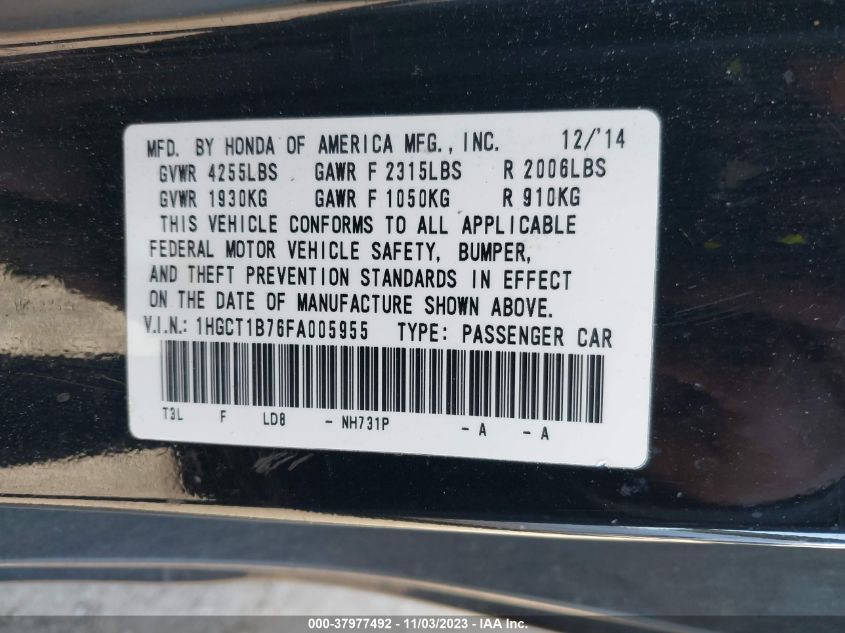 MFD. BY HONDA OF AMERICA MFG., INC. 12/'14
GVWR 4255LBS GAWR F 2315LBS R 2006LBS
GVWR 1930KG GAWR F 1050KG R 910KG
THIS VEHICLE CONFORMS TO ALL APPLICABLE
FEDERAL MOTOR VEHICLE SAFETY, BUMPER,
AND THEFT PREVENTION STANDARDS IN EFFECT
ON THE DATE OF MANUFACTURE SHOWN ABOVE.
V.I.N.: 1HGCT1B76FA005955 TYPE: PASSENGER CAR
T3L F LD8 - NH731P - A - A
000-37977492 - 11/03/2023 - IAA Inc.